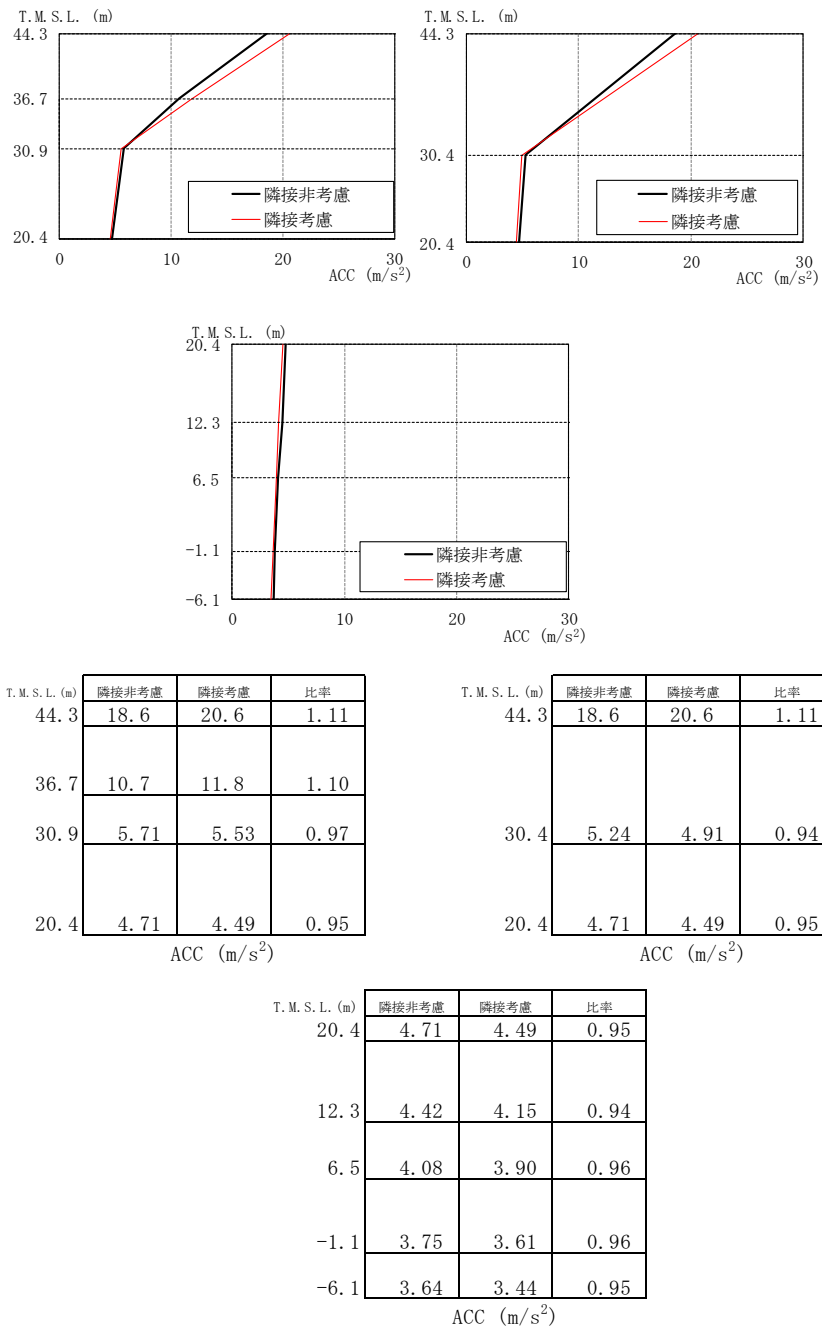 T.M.S.L. (m)
44.3
36.7
30.9
20.4
隣接非考慮
隣接考慮
0 10 20 30
ACC (m/s²)
T.M.S.L. (m)
44.3
30.4
20.4
隣接非考慮
隣接考慮
0 10 20 30
ACC (m/s²)
T.M.S.L. (m)
20.4
12.3
6.5
-1.1
-6.1
隣接非考慮
隣接考慮
0 10 20 30
ACC (m/s²)
T.M.S.L.(m) 隣接非考慮 隣接考慮 比率
44.3 18.6 20.6 1.11
36.7 10.7 11.8 1.10
30.9 5.71 5.53 0.97
20.4 4.71 4.49 0.95
ACC (m/s²)
T.M.S.L.(m) 隣接非考慮 隣接考慮 比率
44.3 18.6 20.6 1.11
30.4 5.24 4.91 0.94
20.4 4.71 4.49 0.95
ACC (m/s²)
T.M.S.L.(m) 隣接非考慮 隣接考慮 比率
20.4 4.71 4.49 0.95
12.3 4.42 4.15 0.94
6.5 4.08 3.90 0.96
-1.1 3.75 3.61 0.96
-6.1 3.64 3.44 0.95
ACC (m/s²)